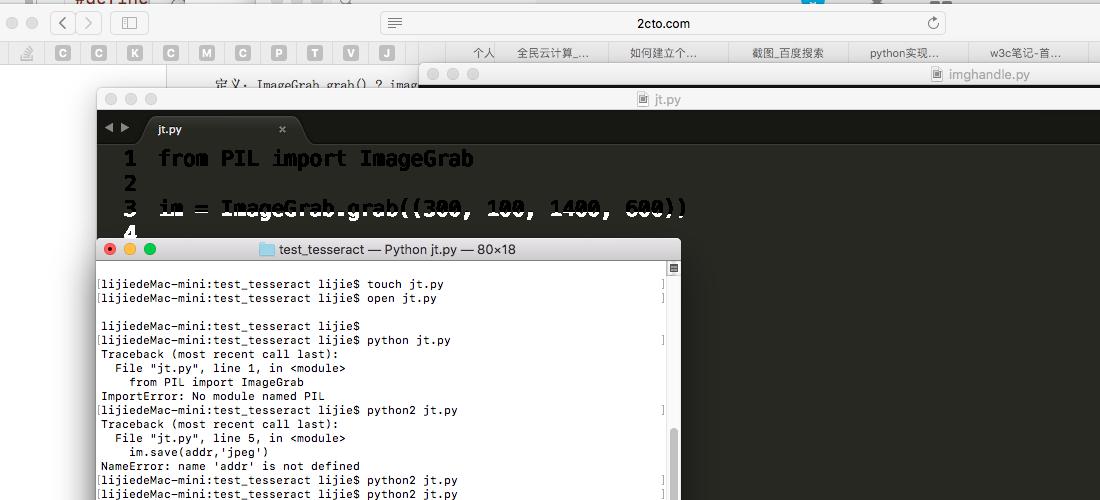 #define
2cto.com
C C K C M C P T V J
个人 全民云计算_... 如何建立个... 截图_百度搜索 python实现... w3c笔记-首...
定义: ImageGrab.grab() ? imag
imghandle.py
jt.py
jt.py ×
1 from PIL import ImageGrab
2
3 im = ImageGrab.grab((300, 100, 1400, 600))
4
test_tesseract — Python jt.py — 80×18
[lijiedeMac-mini:test_tesseract lijie$ touch jt.py ]
[lijiedeMac-mini:test_tesseract lijie$ open jt.py ]
lijiedeMac-mini:test_tesseract lijie$
[lijiedeMac-mini:test_tesseract lijie$ python jt.py ]
Traceback (most recent call last):
File "jt.py", line 1, in <module>
from PIL import ImageGrab
ImportError: No module named PIL
[lijiedeMac-mini:test_tesseract lijie$ python2 jt.py ]
Traceback (most recent call last):
File "jt.py", line 5, in <module>
im.save(addr,'jpeg')
NameError: name 'addr' is not defined
[lijiedeMac-mini:test_tesseract lijie$ python2 jt.py ]
[lijiedeMac-mini:test_tesseract lijie$ python2 jt.py ]